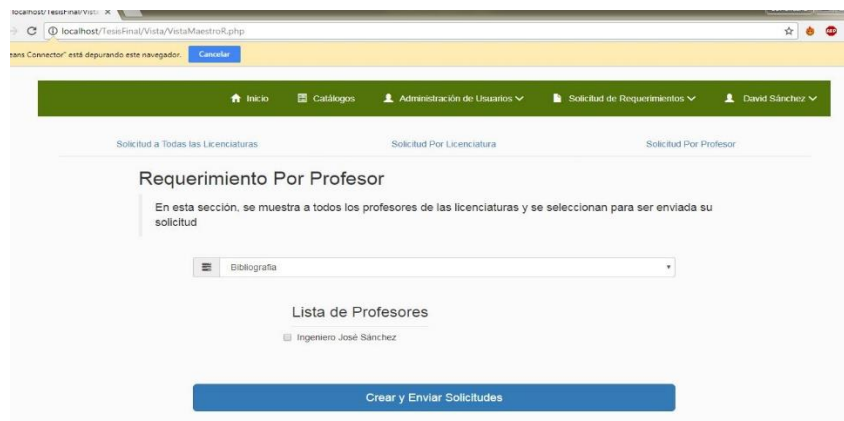 localhost/TesisFinal/Vist
localhost/TesisFinal/Vista/VistaMaestroR.php
eans Connector" está depurando este navegador. Cancelar
Inicio Catálogos Administración de Usuarios Solicitud de Requerimientos David Sánchez
Solicitud a Todas las Licenciaturas Solicitud Por Licenciatura Solicitud Por Profesor
Requerimiento Por Profesor
En esta sección, se muestra a todos los profesores de las licenciaturas y se seleccionan para ser enviada su
solicitud
Bibliografia
Lista de Profesores
Ingeniero José Sánchez
Crear y Enviar Solicitudes